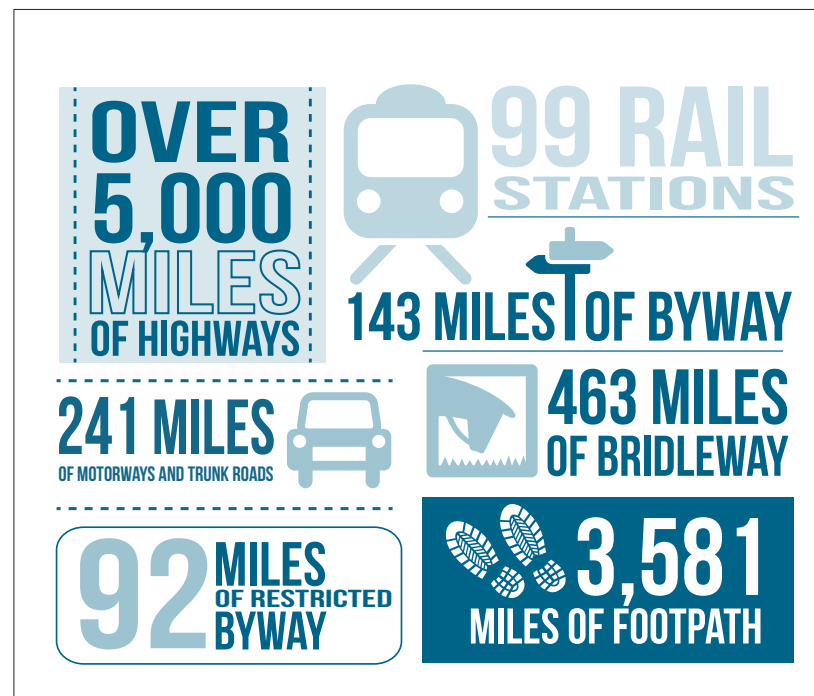 OVER
5,000
MILES
OF HIGHWAYS
99 RAIL
STATIONS
143 MILES OF BYWAY
241 MILES
OF MOTORWAYS AND TRUNK ROADS
463 MILES
OF BRIDLEWAY
92 MILES
OF RESTRICTED
BYWAY
3,581
MILES OF FOOTPATH